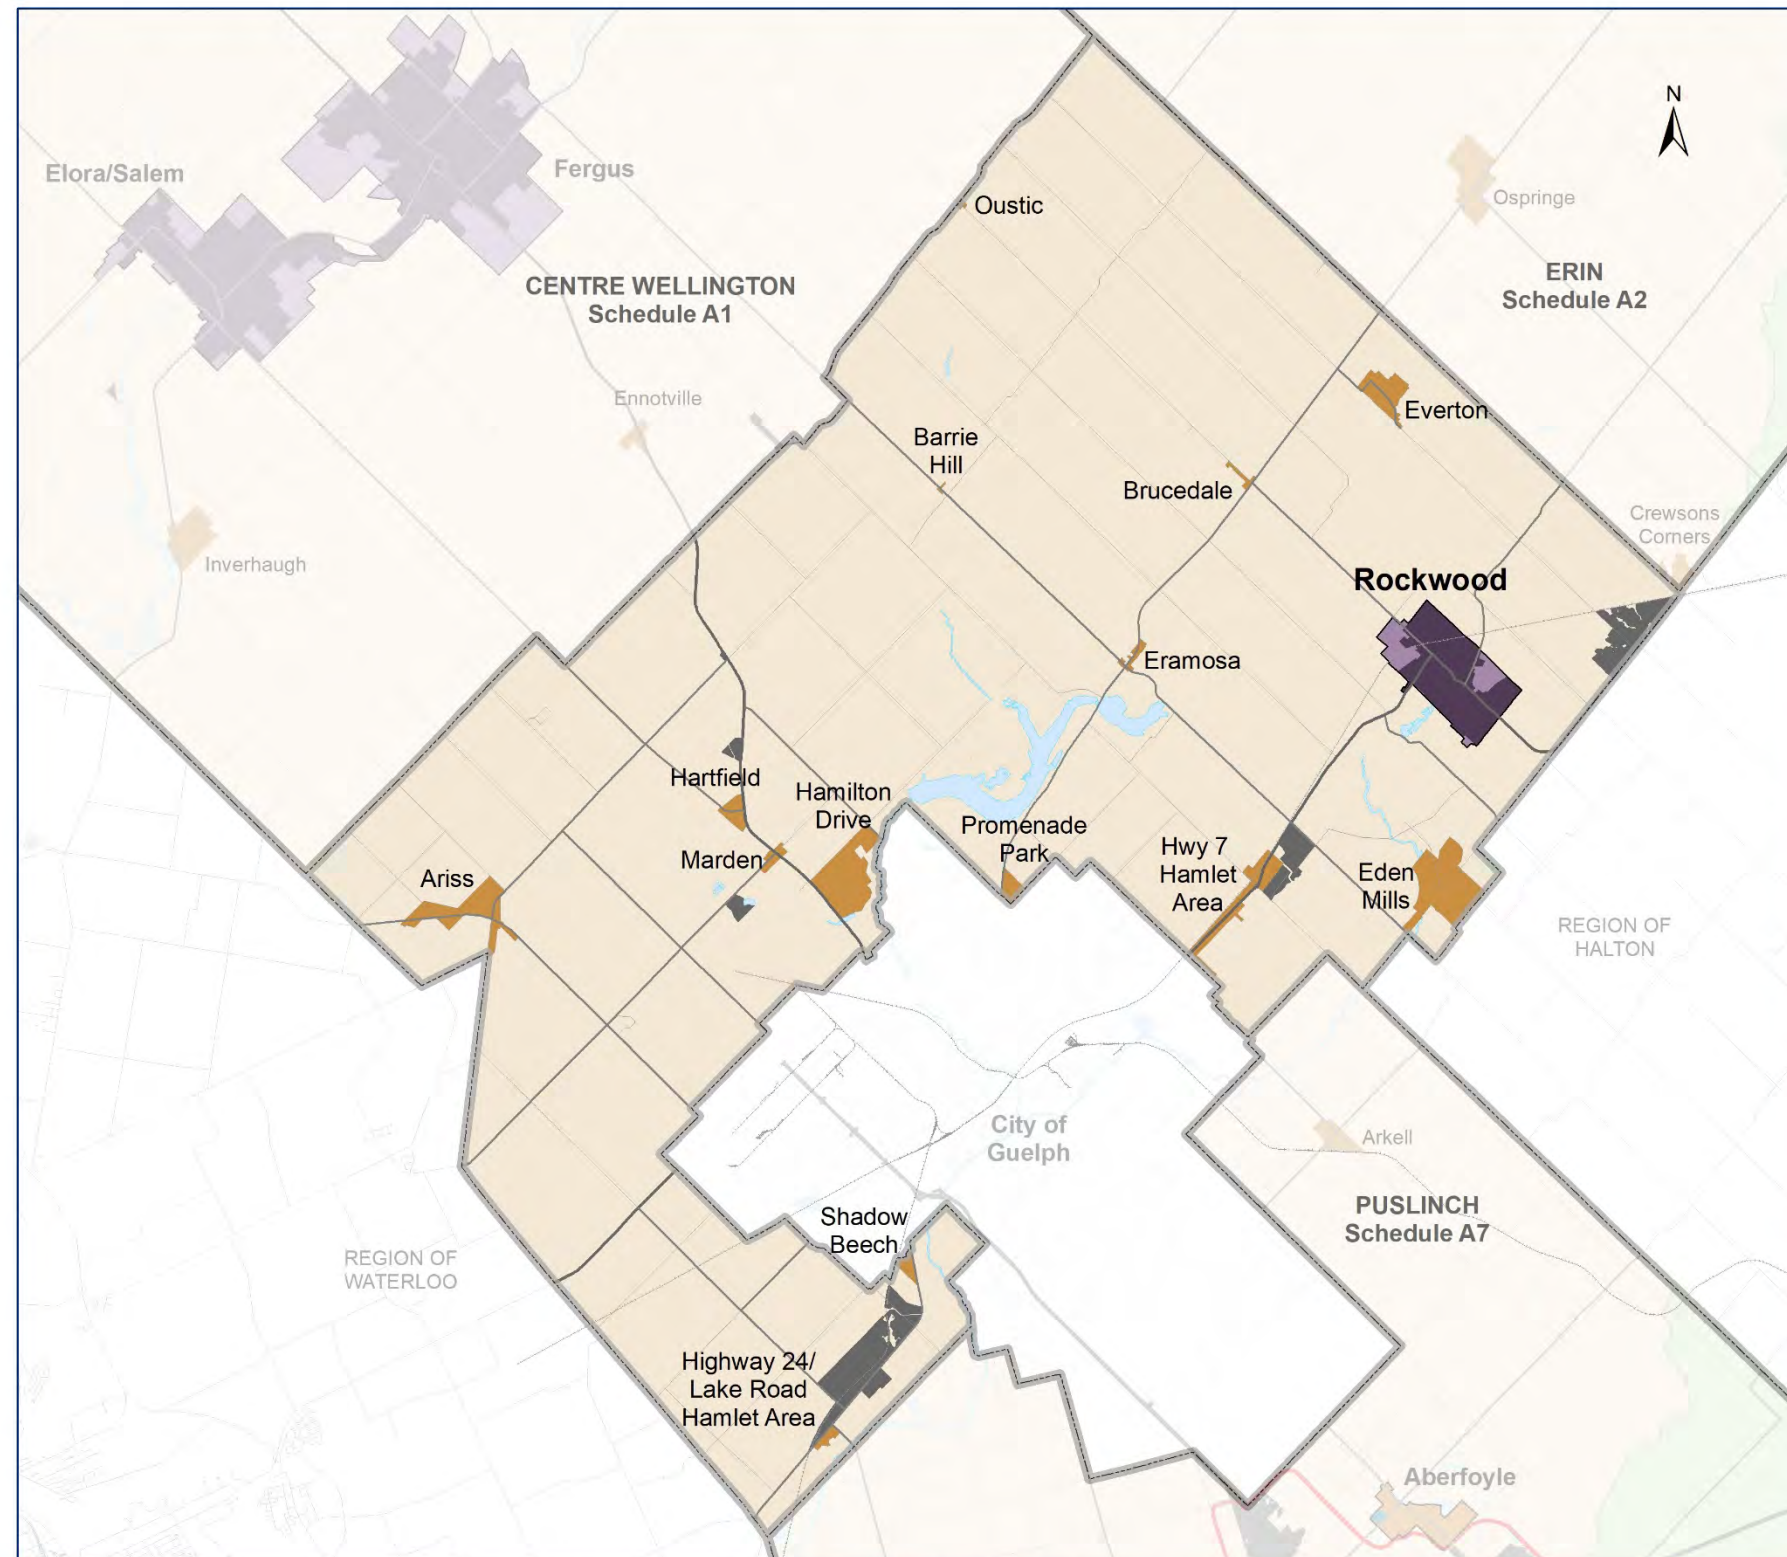 N
Elora/Salem
Fergus
Oustic
Ospringe
CENTRE WELLINGTON
Schedule A1
ERIN
Schedule A2
Ennotville
Everton
Barrie
Hill
Brucedale
Crewsons
Corners
Inverhaugh
Rockwood
Eramosa
Hartfield
Hamilton
Drive
Promenade
Park
Marden
Hwy 7
Hamlet
Area
Eden
Mills
Ariss
REGION OF
HALTON
City of
Guelph
Arkell
PUSLINCH
Schedule A7
Shadow
Beech
REGION OF
WATERLOO
Highway 24/
Lake Road
Hamlet Area
Aberfoyle